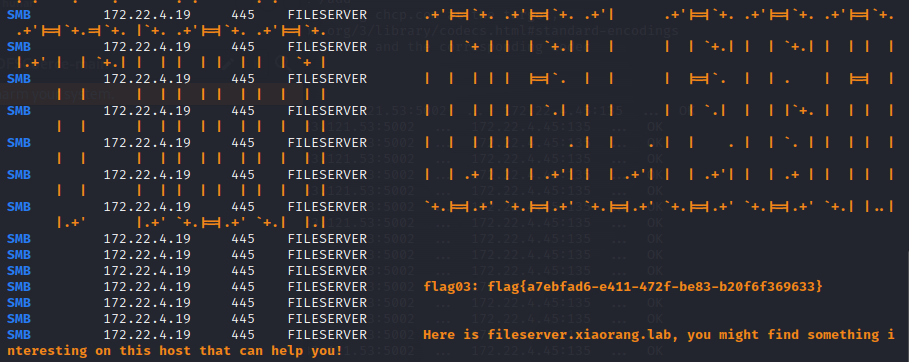 SMB 172.22.4.19 445 FILESERVER
SMB 172.22.4.19 445 FILESERVER
SMB 172.22.4.19 445 FILESERVER
SMB 172.22.4.19 445 FILESERVER
SMB 172.22.4.19 445 FILESERVER
SMB 172.22.4.19 445 FILESERVER
SMB 172.22.4.19 445 FILESERVER
SMB 172.22.4.19 445 FILESERVER
SMB 172.22.4.19 445 FILESERVER
SMB 172.22.4.19 445 FILESERVER
SMB 172.22.4.19 445 FILESERVER flag03: flag{a7ebfad6-e411-472f-be83-b20f6f369633}
SMB 172.22.4.19 445 FILESERVER
SMB 172.22.4.19 445 FILESERVER
SMB 172.22.4.19 445 FILESERVER Here is fileserver.xiaorang.lab, you might find something i
nteresting on this host that can help you!